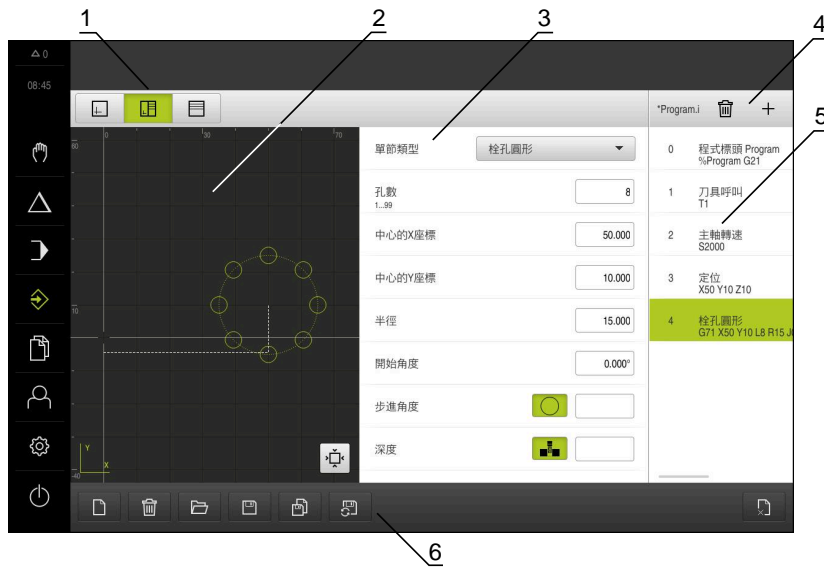 1
2
3
4
5
6
0
08:45
60
0
30
70
10
-40
Y
X
單節類型
栓孔圓形
孔數
1...99
8
中心的X座標
50.000
中心的Y座標
10.000
半徑
15.000
開始角度
0.000°
步進角度
深度
*Program.i
0 程式標頭 Program
%Program G21
1 刀具呼叫
T1
2 主軸轉速
S2000
3 定位
X50 Y10 Z10
4 栓孔圓形
G71 X50 Y10 L8 R15